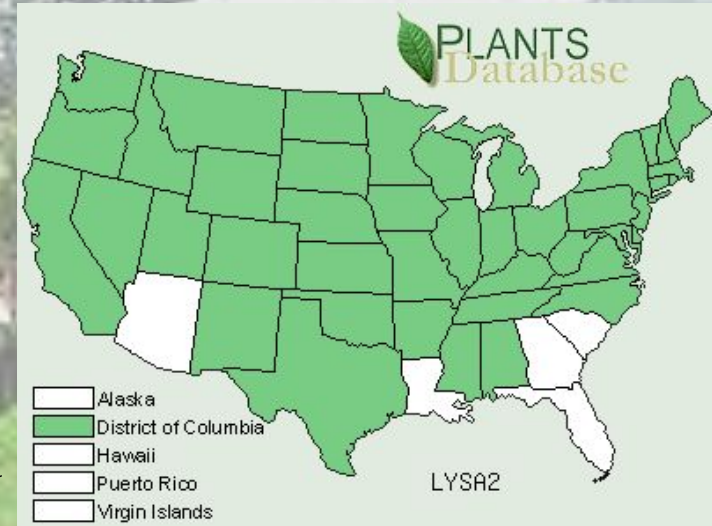 PLANTS
Database
Alaska
District of Columbia
Hawaii
Puerto Rico
Virgin Islands
LYSA2